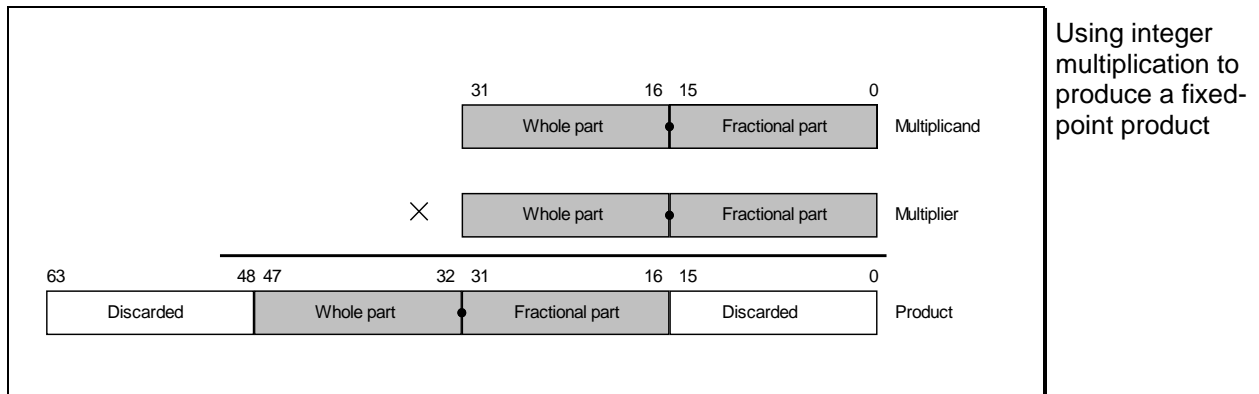 31 16 15 0
Whole part Fractional part Multiplicand
× Whole part Fractional part Multiplier
63 48 47 32 31 16 15 0
Discarded Whole part Fractional part Discarded Product
Using integer
multiplication to
produce a fixed-
point product